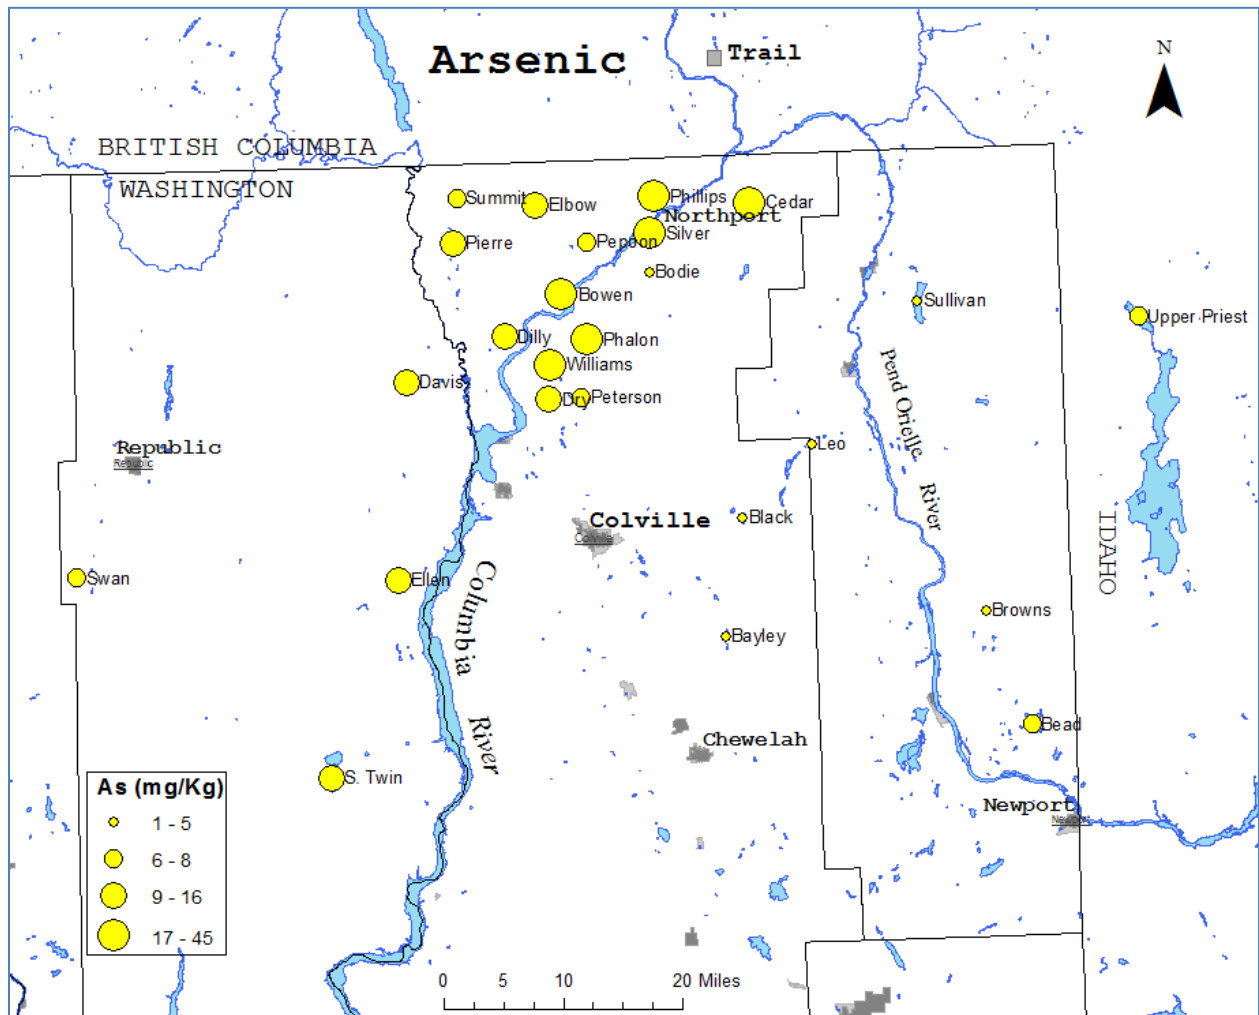 Arsenic
Trail
N
BRITISH COLUMBIA
WASHINGTON
Summit
Elbow
Phillips
Cedar
Northport
Silver
Pierre
Pepoon
Bodie
Bowen
Sullivan
Upper Priest
Dilly
Phalon
Williams
Davis
Dry
Peterson
Pend Orielle
River
Republic
Republic
Leo
Black
Colville
Colville
IDAHO
Swan
Ellen
Columbia
River
Browns
Bayley
Bead
Chewelah
S. Twin
Newport
Newport
As (mg/Kg)
1 - 5
6 - 8
9 - 16
17 - 45
0 5 10 20 Miles